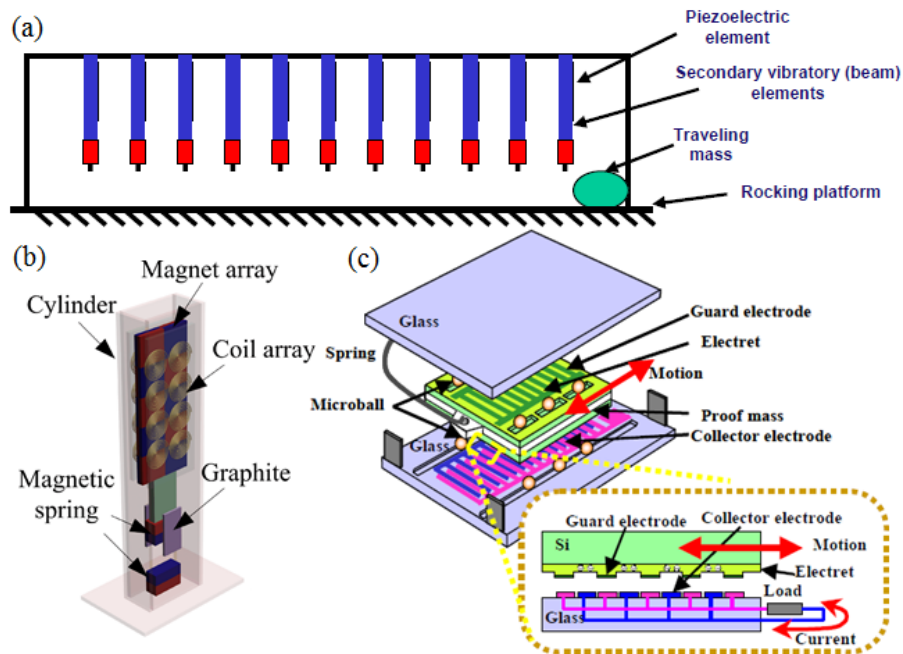 (a)
Piezoelectric
element
Secondary vibratory (beam)
elements
Traveling
mass
Rocking platform
(b)
Magnet array
Cylinder
Coil array
Magnetic
spring
Graphite
(c)
Glass
Guard electrode
Electret
Spring
Motion
Microball
Proof mass
Glass
Collector electrode
Guard electrode
Collector electrode
Si
Motion
Electret
Load
Glass
Current